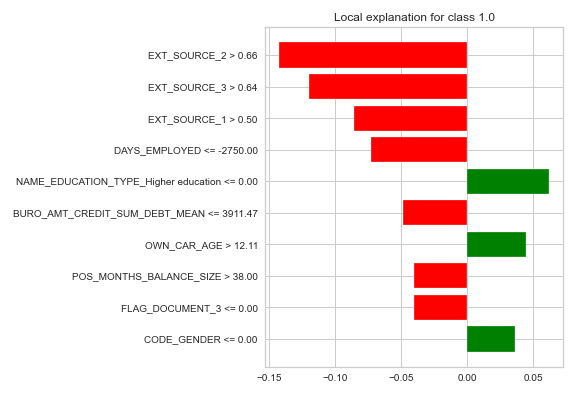 Local explanation for class 1.0
EXT_SOURCE_2 > 0.66
EXT_SOURCE_3 > 0.64
EXT_SOURCE_1 > 0.50
DAYS_EMPLOYED <= -2750.00
NAME_EDUCATION_TYPE_Higher education <= 0.00
BURO_AMT_CREDIT_SUM_DEBT_MEAN <= 3911.47
OWN_CAR_AGE > 12.11
POS_MONTHS_BALANCE_SIZE > 38.00
FLAG_DOCUMENT_3 <= 0.00
CODE_GENDER <= 0.00
−0.15 −0.10 −0.05 0.00 0.05